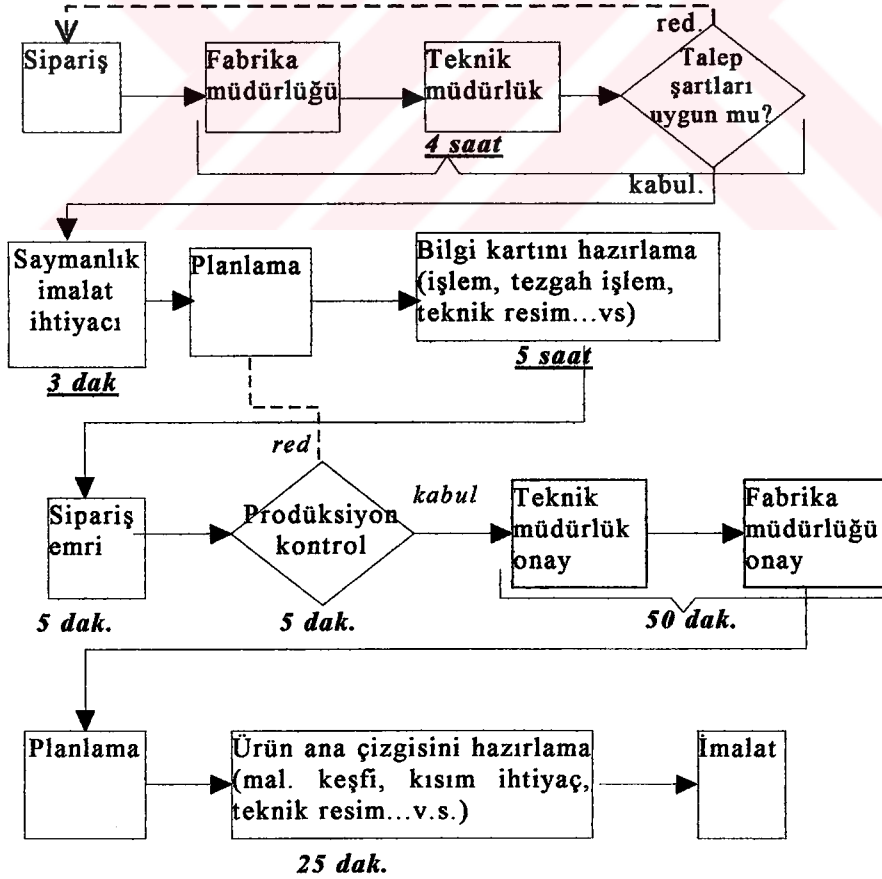 red.
Sipariş
Fabrika
müdürlüğü
Teknik
müdürlük
Talep
şartları
uygun mu?
4 saat
kabul.
Saymanlık
imalat
ihtiyacı
Planlama
Bilgi kartını hazırlama
(işlem, tezgah işlem,
teknik resim...vs)
3 dak
5 saat
red
kabul
Sipariş
emri
Prodüksiyon
kontrol
Teknik
müdürlük
onay
Fabrika
müdürlüğü
onay
5 dak.
5 dak.
50 dak.
Planlama
Ürün ana çizgisini hazırlama
(mal. keşfi, kısım ihtiyaç,
teknik resim...v.s.)
İmalat
25 dak.